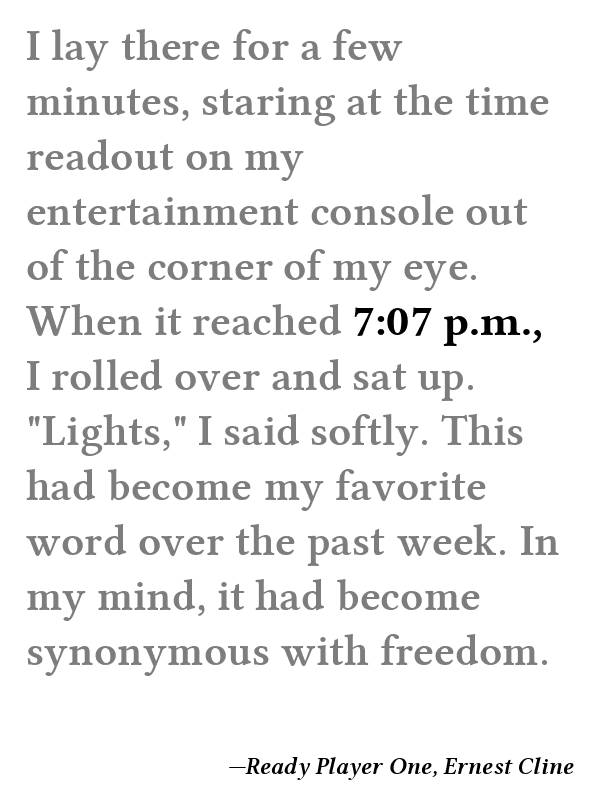 I lay there for a few
minutes, staring at the time
readout on my
entertainment console out
of the corner of my eye.
When it reached 7:07 p.m.,
I rolled over and sat up.
"Lights," I said softly. This
had become my favorite
word over the past week. In
my mind, it had become
synonymous with freedom.
—Ready Player One, Ernest Cline